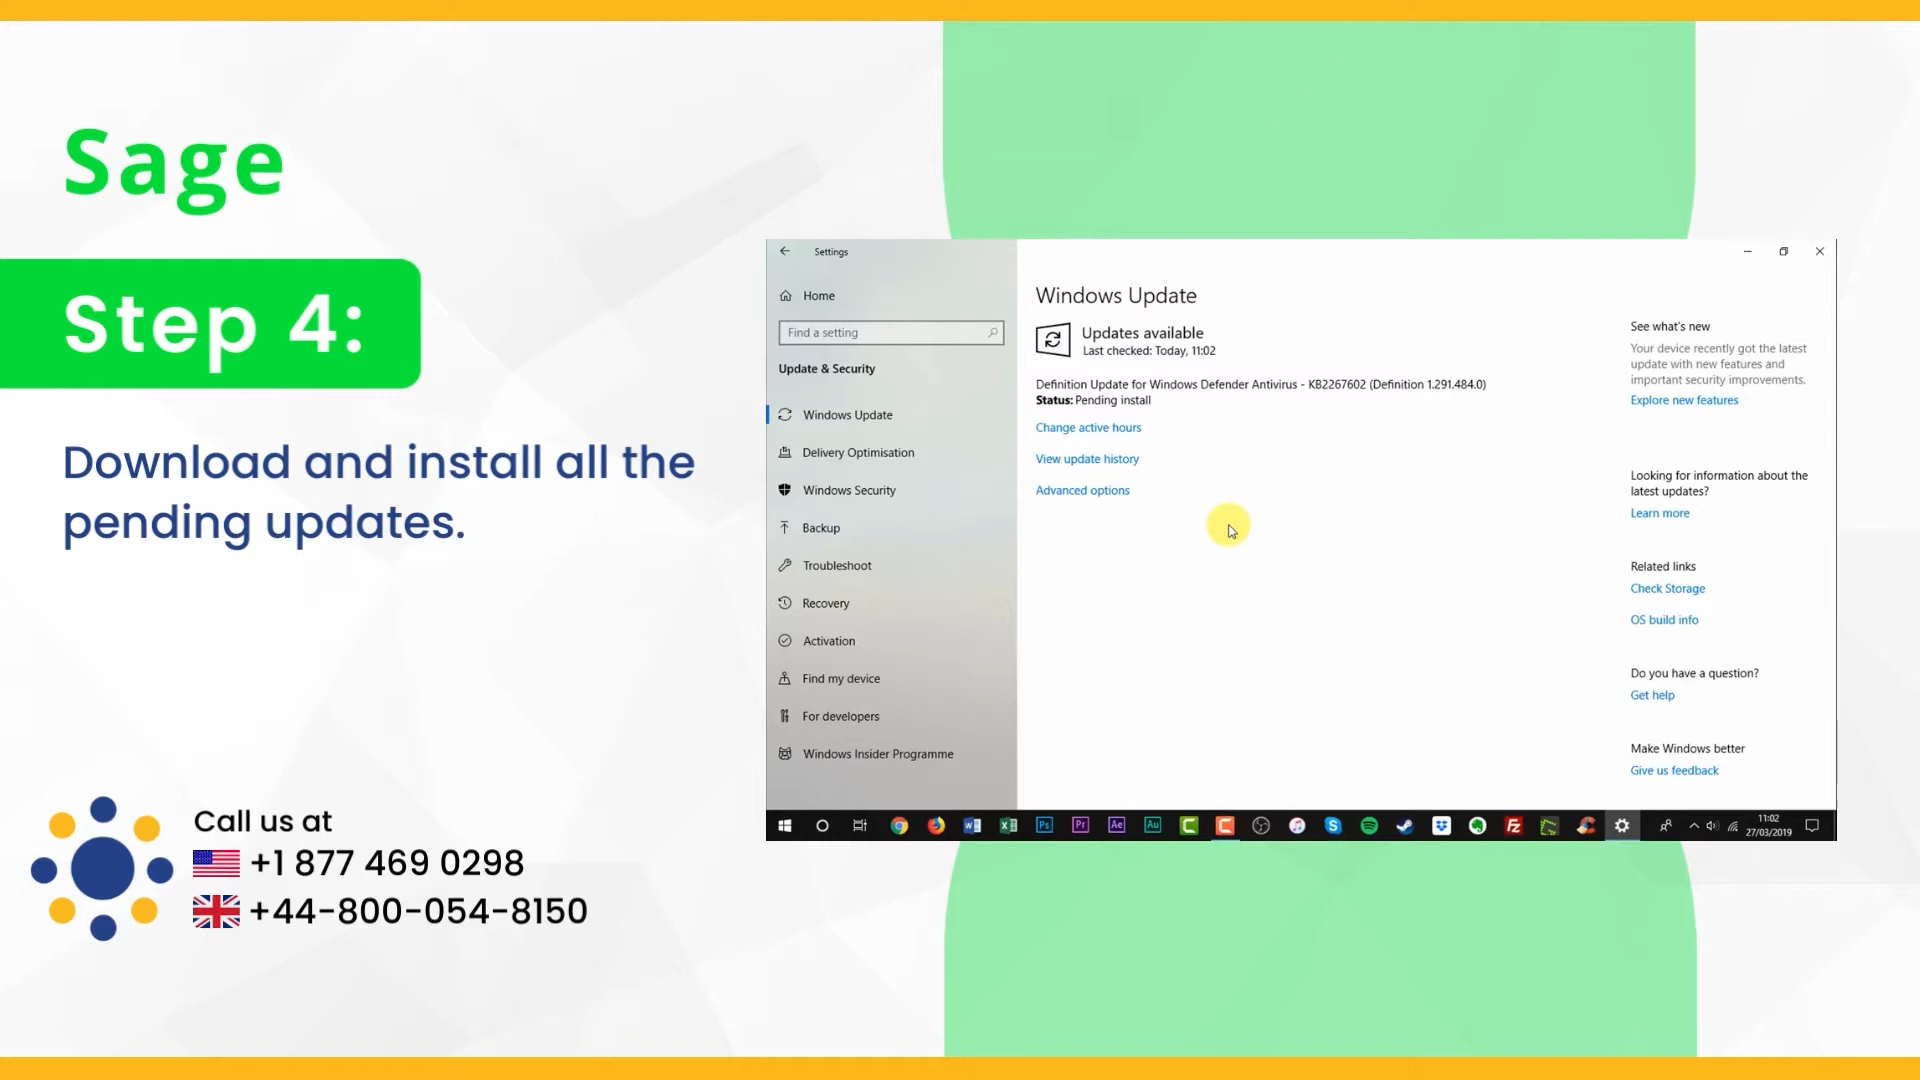 Sage
Step 4:
Download and install all the
pending updates.
Call us at
+1 877 469 0298
+44-800-054-8150
Settings
Home
Find a setting
Update & Security
Windows Update
Delivery Optimisation
Windows Security
Backup
Troubleshoot
Recovery
Activation
Find my device
For developers
Windows Insider Programme
Windows Update
Updates available
Last checked: Today, 11:02
Definition Update for Windows Defender Antivirus - KB2267602 (Definition 1.291.484.0)
Status: Pending install
Change active hours
View update history
Advanced options
See what's new
Your device recently got the latest
update with new features and
important security improvements.
Explore new features
Looking for information about the
latest updates?
Learn more
Related links
Check Storage
OS build info
Do you have a question?
Get help
Make Windows better
Give us feedback
Ps
Pr
Ae
Au
11:02
27/03/2019